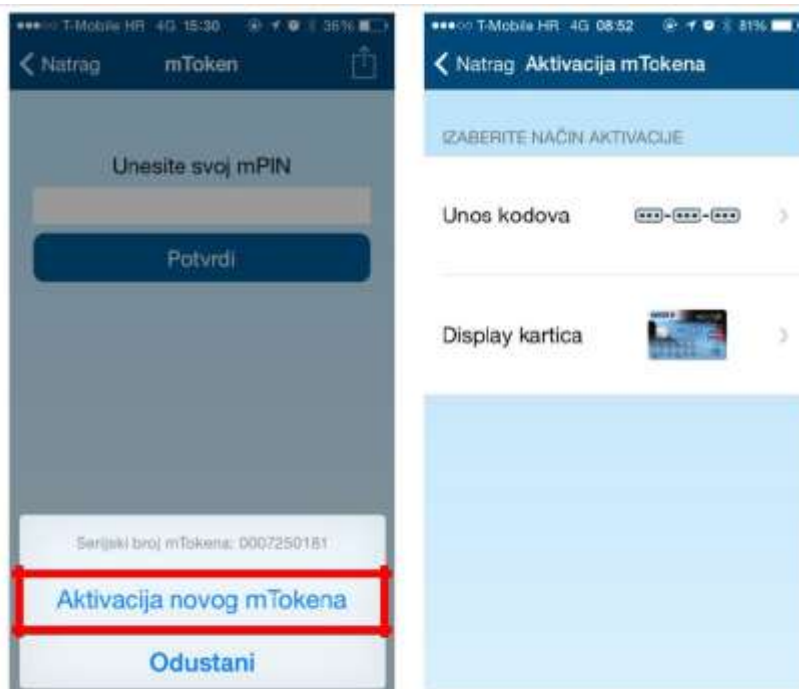 T-Mobile HR 4G 15:30 36%
Natrag mToken
Unesite svoj mPIN
Potvrdi
Serijski broj mTokena: 0007250181
Aktivacija novog mTokena
Odustani
T-Mobile HR 4G 08:52 81%
Natrag Aktivacija mTokena
IZABERITE NAČIN AKTIVACIJE
Unos kodova
Display kartica